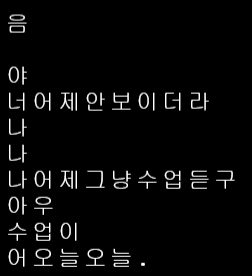 음
야
너 어 제 안 보 이 더 라
나
나
나 어 제 그 냥 수 업 듣 구
아 우
수 업 이
어 오 늘 오 늘 .